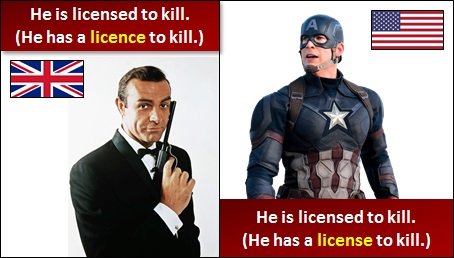 He is licensed to kill.
(He has a licence to kill.)
A
He is licensed to kill.
(He has a license to kill.)